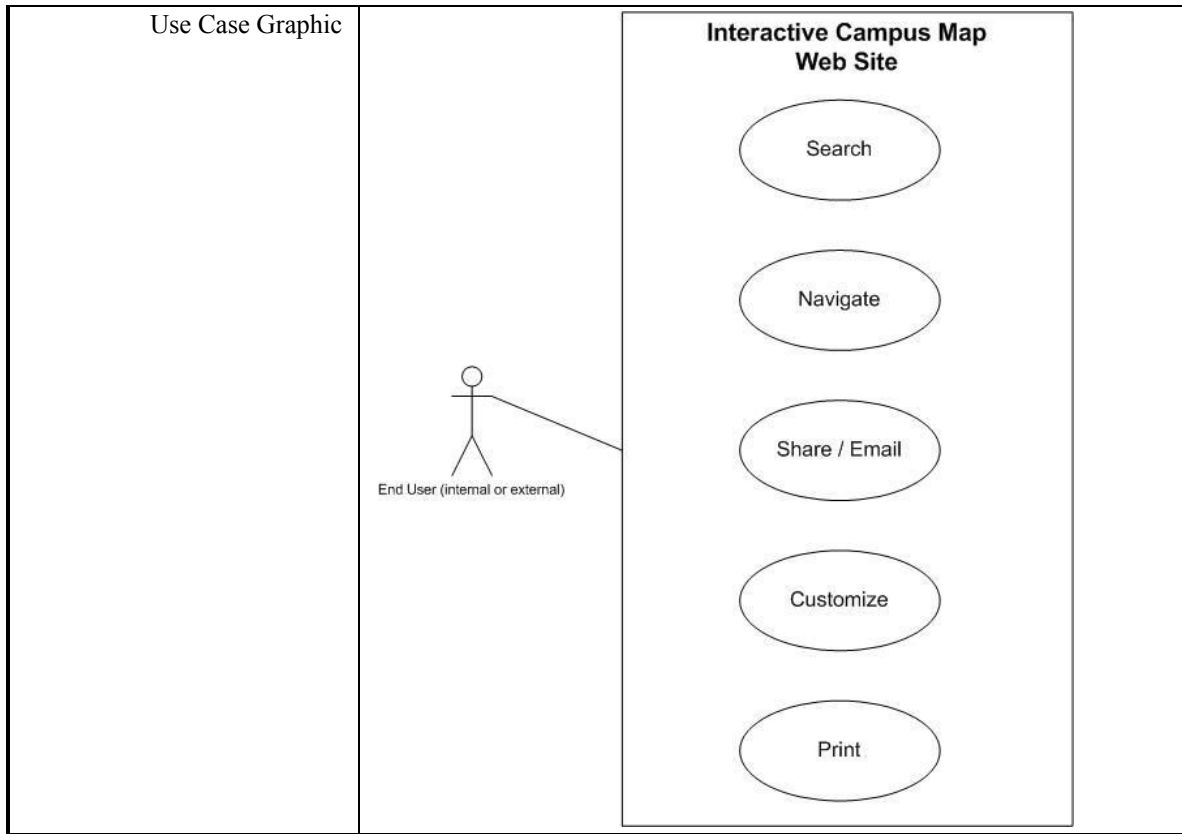 Use Case Graphic
Interactive Campus Map
Web Site
Search
Navigate
Share / Email
End User (internal or external)
Customize
Print